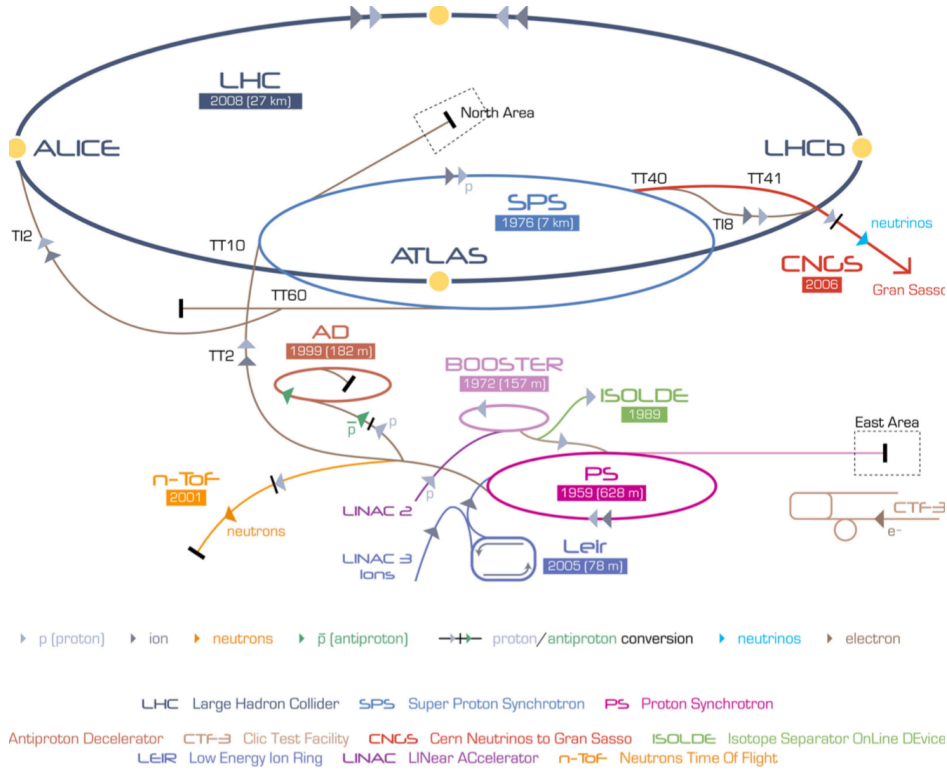 LHC
2008 (27 km)
North Area
ALICE
LHCb
TT40
TT41
p
SPS
1976 (7 km)
TI8
neutrinos
TI2
TT10
ATLAS
CNGS
2006
Gran Sasso
TT60
AD
1999 (182 m)
TT2
BOOSTER
1972 (157 m)
ISOLDE
1989
p̄
p
East Area
n-ToF
2001
PS
1959 (628 m)
p
LINAC 2
CTF-3
neutrons
e-
LINAC 3
Ions
Leir
2005 (78 m)
p (proton) ion neutrons p̄ (antiproton) proton/antiproton conversion neutrinos electron
LHC Large Hadron Collider SPS Super Proton Synchrotron PS Proton Synchrotron
Antiproton Decelerator CTF-3 Clic Test Facility CNGS Cern Neutrinos to Gran Sasso ISOLDE Isotope Separator OnLine DEvice
LEIR Low Energy Ion Ring LINAC LINear ACcelerator n-ToF Neutrons Time Of Flight